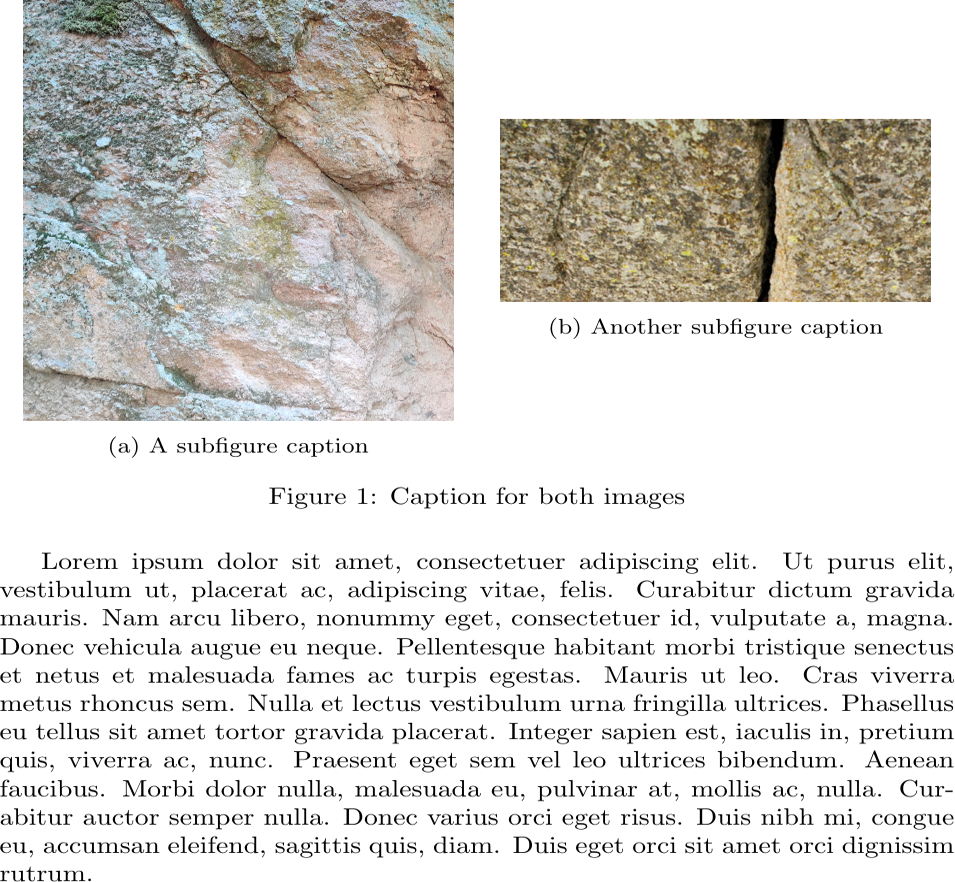 (a) A subfigure caption
(b) Another subfigure caption
Figure 1: Caption for both images
Lorem ipsum dolor sit amet, consectetuer adipiscing elit. Ut purus elit,
vestibulum ut, placerat ac, adipiscing vitae, felis. Curabitur dictum gravida
mauris. Nam arcu libero, nonummy eget, consectetuer id, vulputate a, magna.
Donec vehicula augue eu neque. Pellentesque habitant morbi tristique senectus
et netus et malesuada fames ac turpis egestas. Mauris ut leo. Cras viverra
metus rhoncus sem. Nulla et lectus vestibulum urna fringilla ultrices. Phasellus
eu tellus sit amet tortor gravida placerat. Integer sapien est, iaculis in, pretium
quis, viverra ac, nunc. Praesent eget sem vel leo ultrices bibendum. Aenean
faucibus. Morbi dolor nulla, malesuada eu, pulvinar at, mollis ac, nulla. Cur-
abitur auctor semper nulla. Donec varius orci eget risus. Duis nibh mi, congue
eu, accumsan eleifend, sagittis quis, diam. Duis eget orci sit amet orci dignissim
rutrum.